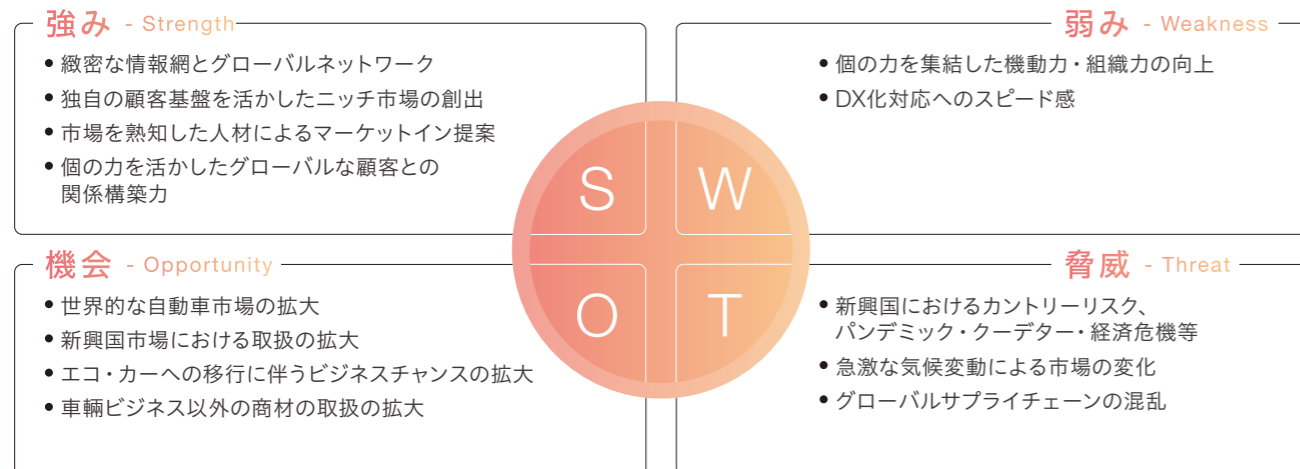 強み - Strength
• 緻密な情報網とグローバルネットワーク
• 独自の顧客基盤を活かしたニッチ市場の創出
• 市場を熟知した人材によるマーケットイン提案
• 個の力を活かしたグローバルな顧客との
関係構築力
弱み - Weakness
• 個の力を集結した機動力・組織力の向上
• DX化対応へのスピード感
S
W
O
T
機会 - Opportunity
• 世界的な自動車市場の拡大
• 新興国市場における取扱の拡大
• エコ・カーへの移行に伴うビジネスチャンスの拡大
• 車輌ビジネス以外の商材の取扱の拡大
脅威 - Threat
• 新興国におけるカントリーリスク、
パンデミック・クーデター・経済危機等
• 急激な気候変動による市場の変化
• グローバルサプライチェーンの混乱